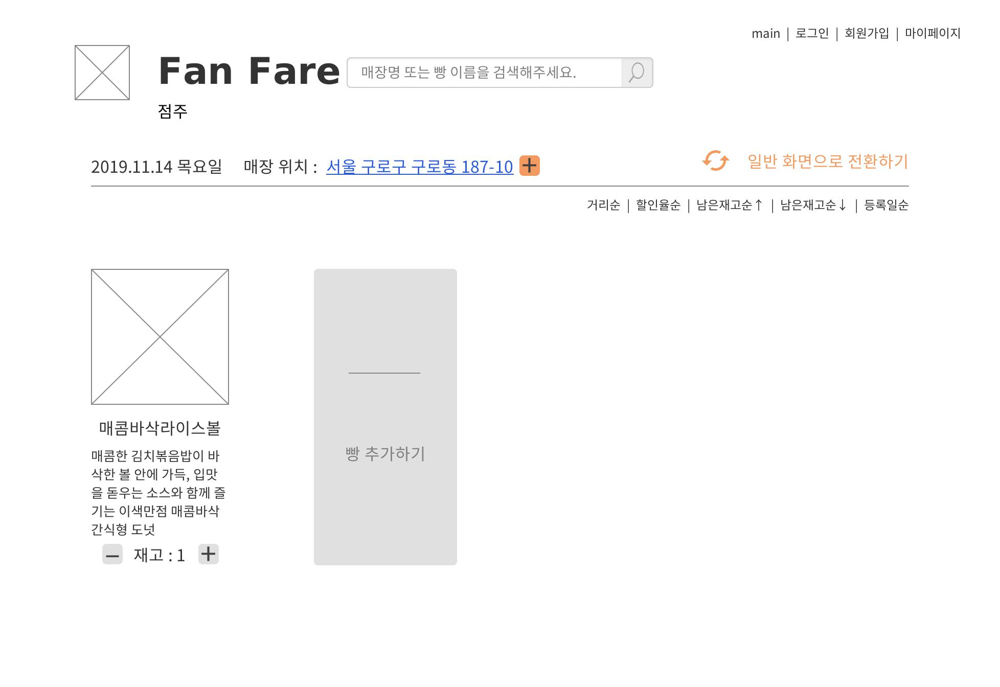 main | 로그인 | 회원가입 | 마이페이지
Fan Fare
매장명 또는 빵 이름을 검색해주세요.
점주
2019.11.14 목요일 매장 위치 : 서울 구로구 구로동 187-10 +
일반 화면으로 전환하기
거리순 | 할인율순 | 남은재고순↑ | 남은재고순↓ | 등록일순
매콤바삭라이스볼
매콤한 김치볶음밥이 바
삭한 볼 안에 가득, 입맛
을 돋우는 소스와 함께 즐
기는 이색만점 매콤바삭
간식형 도넛
– 재고 : 1 +
빵 추가하기